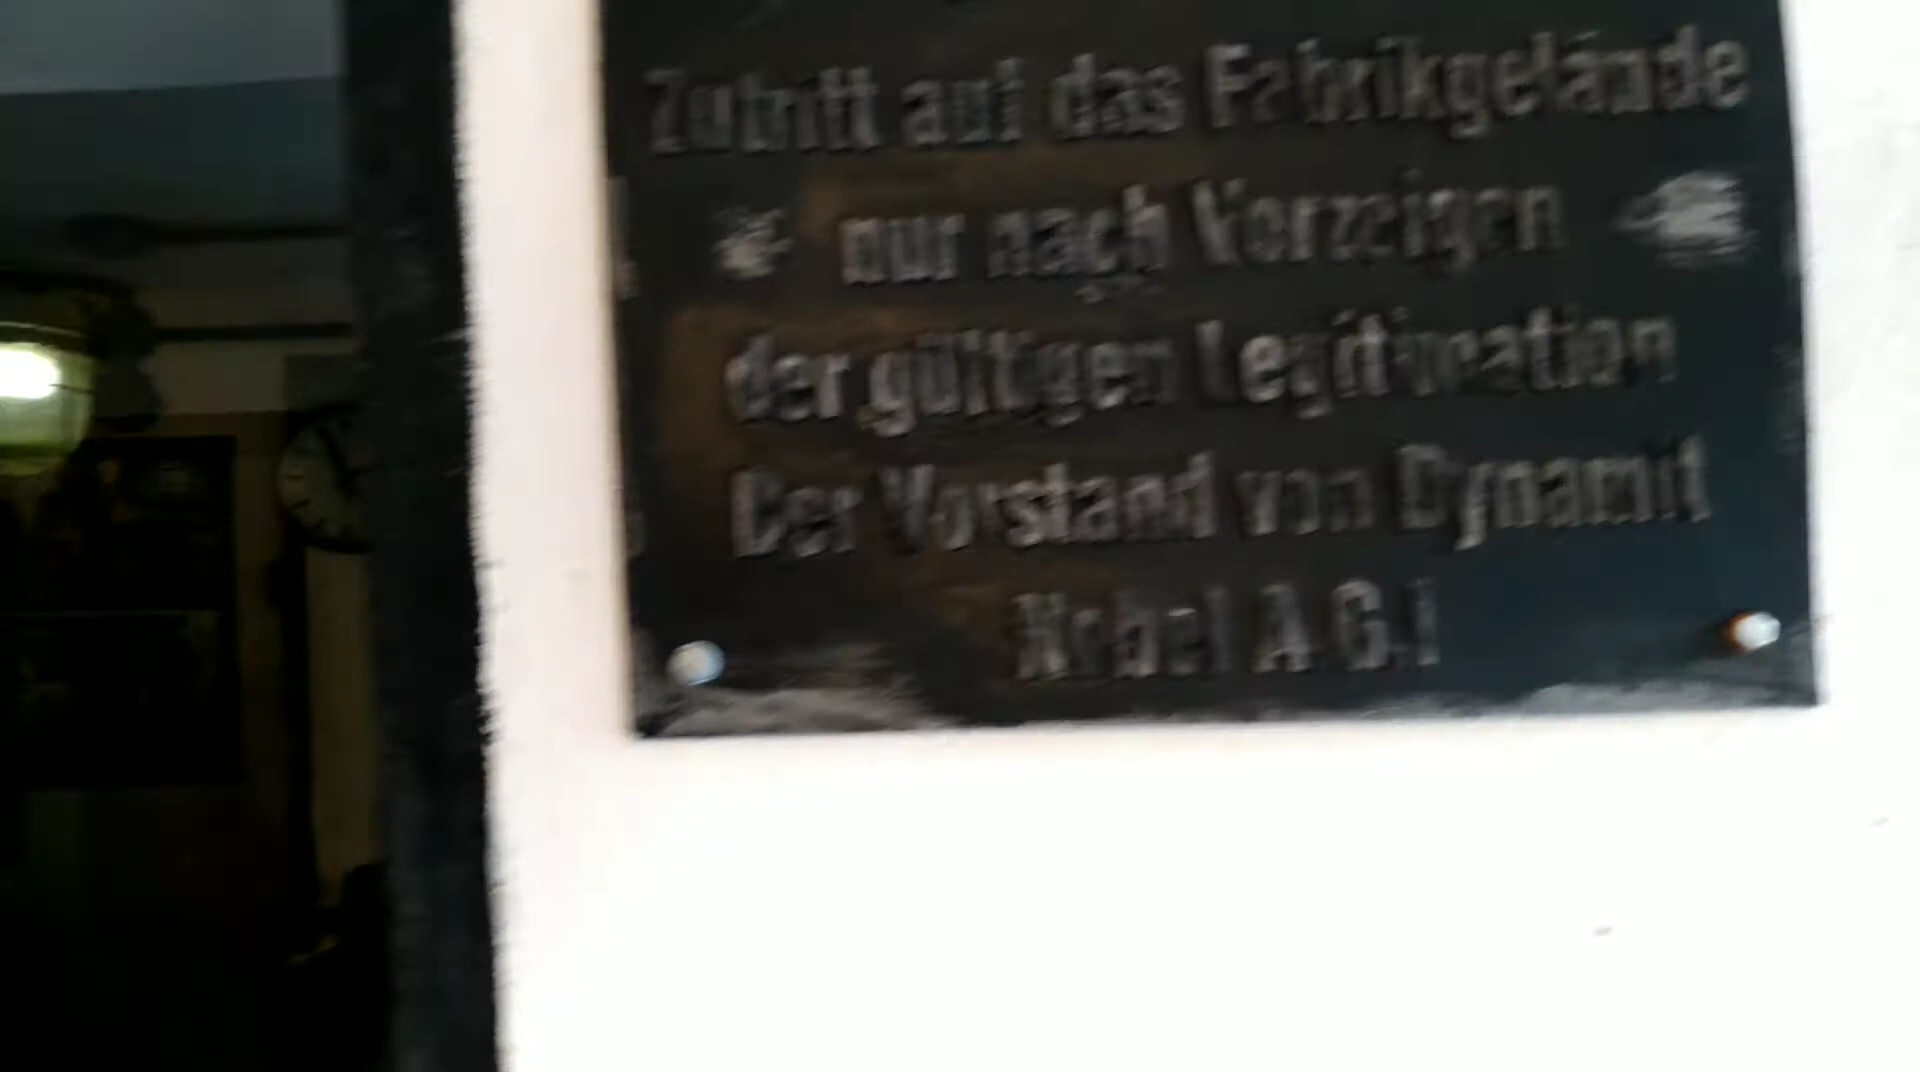 Zutritt auf das Fabrikgelände
nur nach Vorzeigen
der gültigen Legitimation
Der Vorstand von Dynamit
Nobel A.G.!